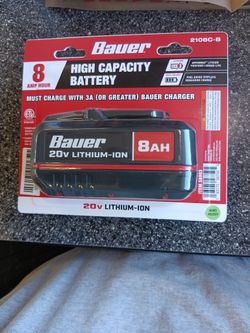 Bauer
2108C-B
8
AMP HOUR
HIGH CAPACITY
BATTERY
MUST CHARGE WITH 3A (OR GREATER) BAUER CHARGER
Bauer
20V LITHIUM-ION
8AH
20V LITHIUM-ION